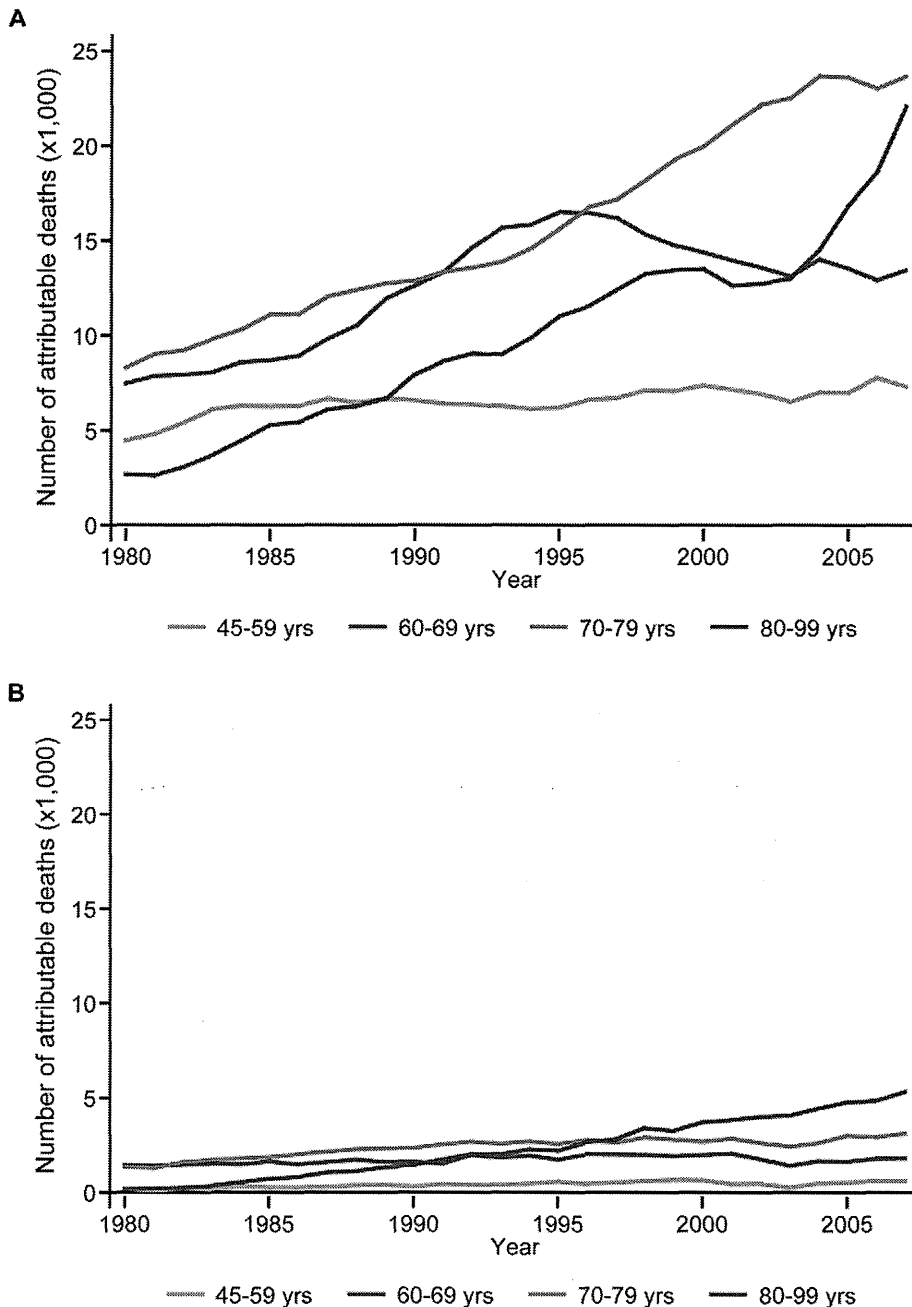 A
Number of attributable deaths (x1,000)
25
20
15
10
5
0
1980 1985 1990 1995 2000 2005
Year
45-59 yrs 60-69 yrs 70-79 yrs 80-99 yrs
B
Number of attributable deaths (x1,000)
25
20
15
10
5
0
1980 1985 1990 1995 2000 2005
Year
45-59 yrs 60-69 yrs 70-79 yrs 80-99 yrs